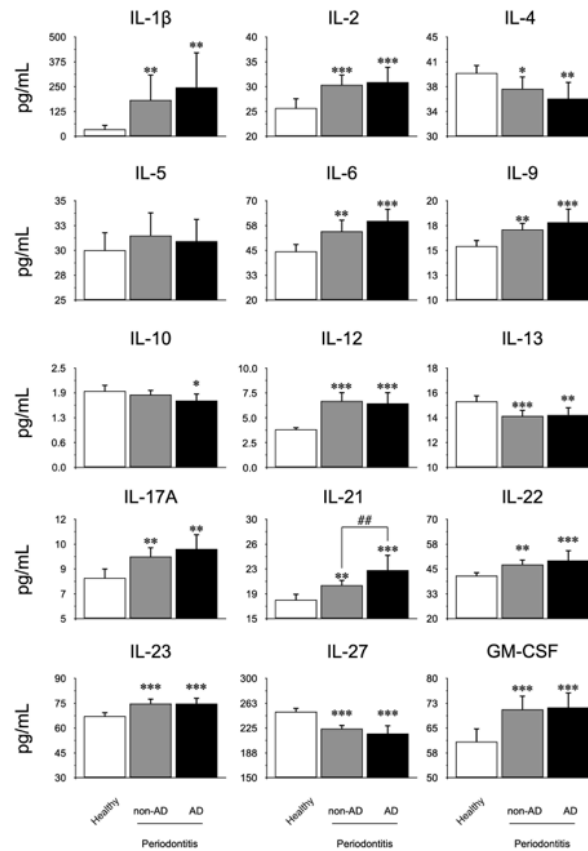 IL-1β IL-2 IL-4
pg/mL
500 375 250 125 0
** **
32 29 26 23 20
*** ***
41 38 36 33 30
* **
IL-5 IL-6 IL-9
pg/mL
35 33 30 28 25
70 58 45 33 20
** ***
20 18 15 13 10
** ***
IL-10 IL-12 IL-13
pg/mL
2.5 1.9 1.3 0.6 0.0
*
10.0 7.5 5.0 2.5 0.0
*** ***
18 16 14 12 10
*** **
IL-17A IL-21 IL-22
pg/mL
12 10 9 7 5
** **
30 26 23 19 15
** *** ##
70 58 45 33 20
** ***
IL-23 IL-27 GM-CSF
pg/mL
90 75 60 45 30
*** ***
300 263 225 188 150
*** ***
80 73 65 58 50
*** ***
Healthy non-AD AD Healthy non-AD AD Healthy non-AD AD
Periodontitis Periodontitis Periodontitis